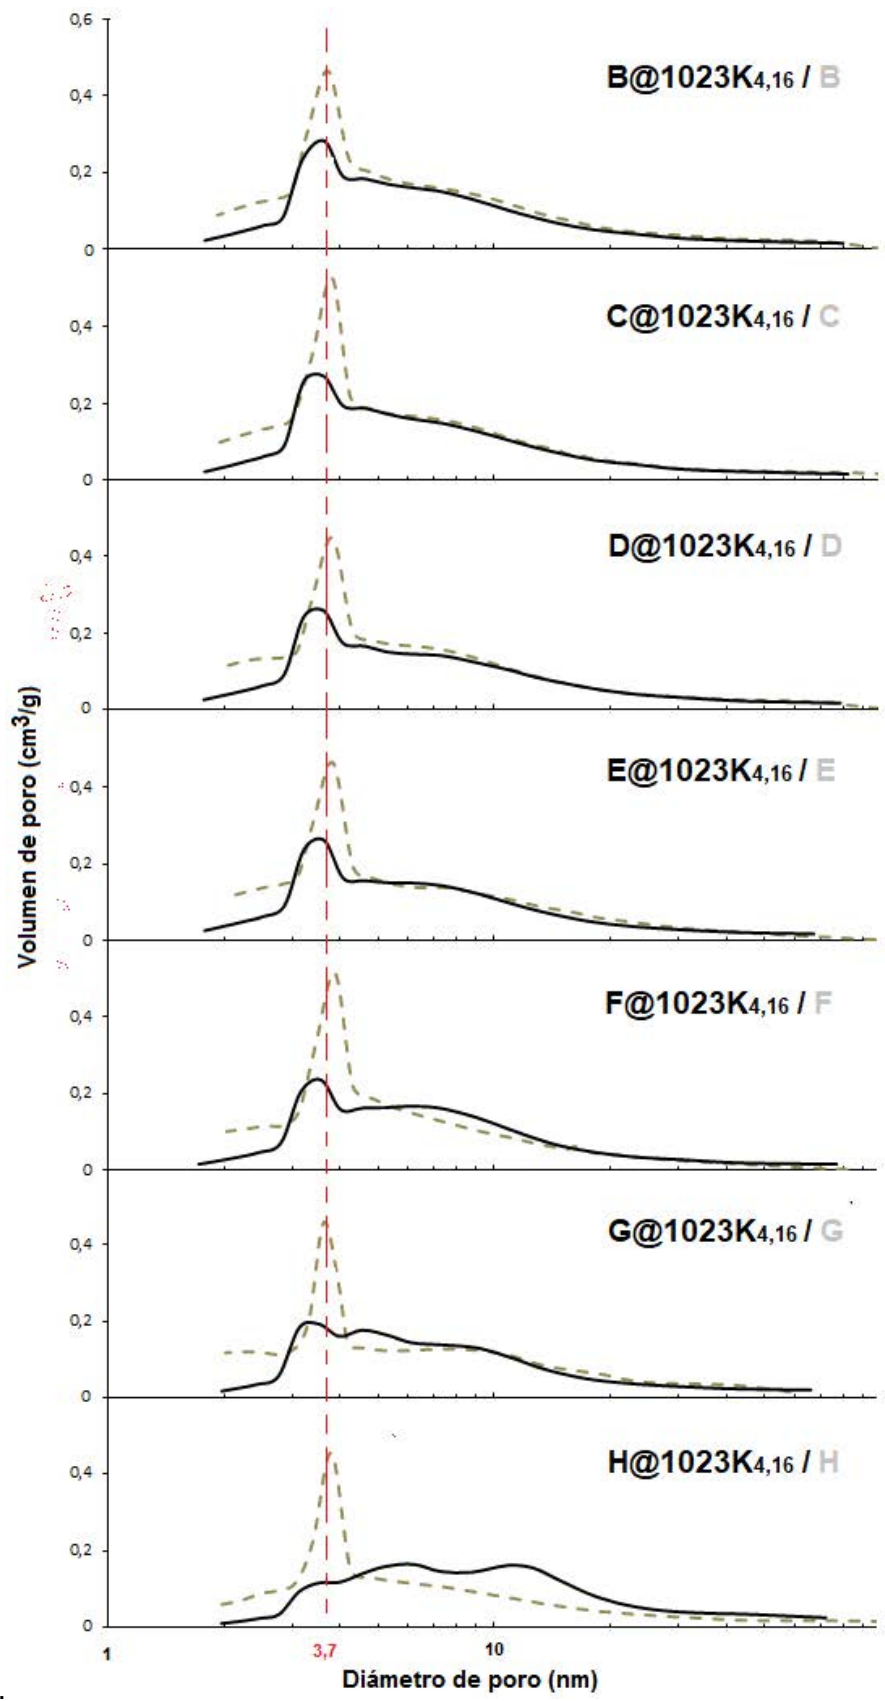 0,6
B@1023K4,16 / B
0,4
0,2
0
C@1023K4,16 / C
0,4
0,2
0
D@1023K4,16 / D
0,4
0,2
0
Volumen de poro (cm³/g)
E@1023K4,16 / E
0,4
0,2
0
F@1023K4,16 / F
0,4
0,2
0
G@1023K4,16 / G
0,4
0,2
0
H@1023K4,16 / H
0,4
0,2
0
1 3,7 10
Diámetro de poro (nm)